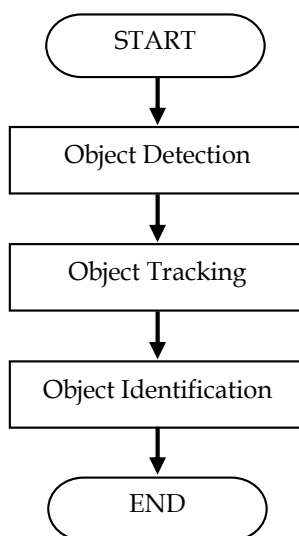 START
Object Detection
Object Tracking
Object Identification
END